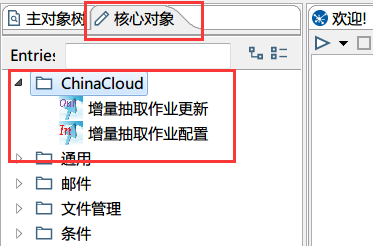 主对象树 核心对象 欢迎!
Entries
ChinaCloud
Out 增量抽取作业更新
In 增量抽取作业配置
通用
邮件
文件管理
条件